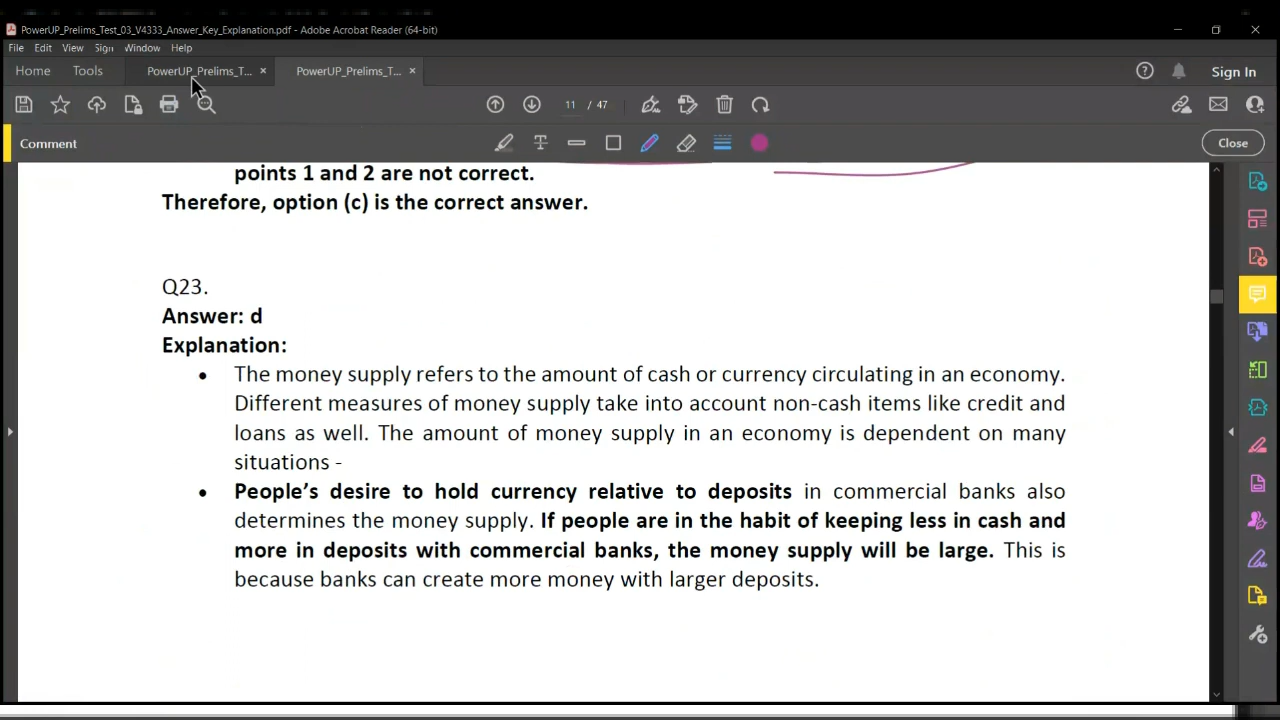 PowerUP_Prelims_Test_03_V4333_Answer_Key_Explanation.pdf - Adobe Acrobat Reader (64-bit)
File Edit View Sign Window Help
Home Tools PowerUP_Prelims_T... × PowerUP_Prelims_T... × Sign In
11 / 47
Comment Close
points 1 and 2 are not correct.
Therefore, option (c) is the correct answer.
Q23.
Answer: d
Explanation:
• The money supply refers to the amount of cash or currency circulating in an economy.
Different measures of money supply take into account non-cash items like credit and
loans as well. The amount of money supply in an economy is dependent on many
situations -
• People’s desire to hold currency relative to deposits in commercial banks also
determines the money supply. If people are in the habit of keeping less in cash and
more in deposits with commercial banks, the money supply will be large. This is
because banks can create more money with larger deposits.